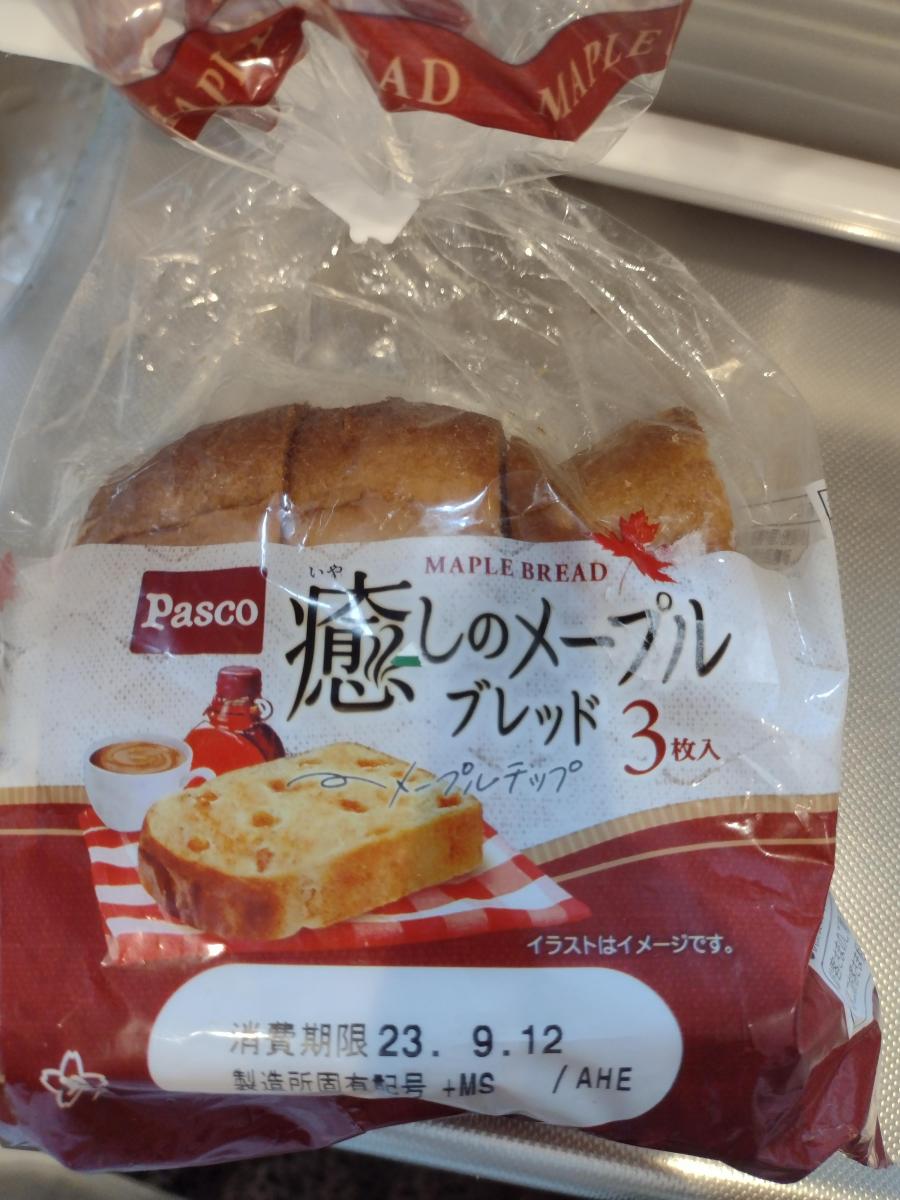 MAPLE
AD
MAPLE
MAPLE BREAD
Pasco
いや
癒しのメープル
ブレッド
3枚入
メープルチップ
イラストはイメージです。
消費期限 23. 9.12
製造所固有記号 +MS /AHE